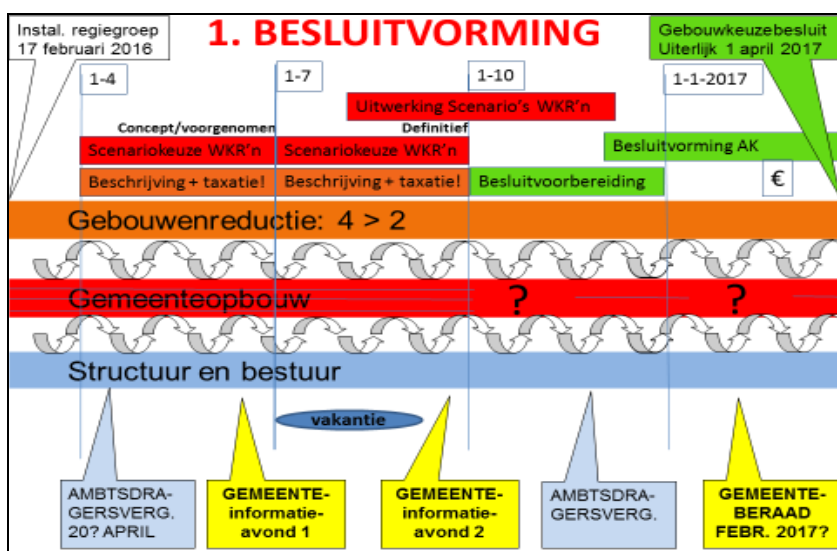 Instal. regiegroep
17 februari 2016
1. BESLUITVORMING
Gebouwkeuzebesluit
Uiterlijk 1 april 2017
1-4
1-7
1-10
1-1-2017
Uitwerking Scenario's WKR'n
Concept/voorgenomen
Definitief
Scenariokeuze WKR'n
Scenariokeuze WKR'n
Besluitvorming AK
Beschrijving + taxatie!
Beschrijving + taxatie!
Besluitvoorbereiding
€
Gebouwenreductie: 4 > 2
Gemeenteopbouw
?
?
Structuur en bestuur
vakantie
AMBTSDRA-
GERSVERG.
20? APRIL
GEMEENTE-
informatie-
avond 1
GEMEENTE-
informatie-
avond 2
AMBTSDRA-
GERSVERG.
GEMEENTE-
BERAAD
FEBR. 2017?